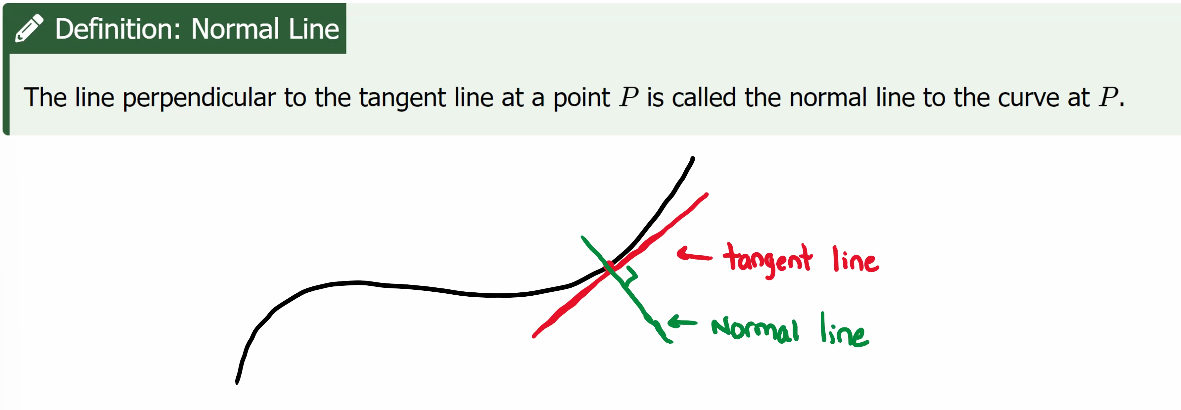 Definition: Normal Line
The line perpendicular to the tangent line at a point P is called the normal line to the curve at P.
tangent line
Normal line